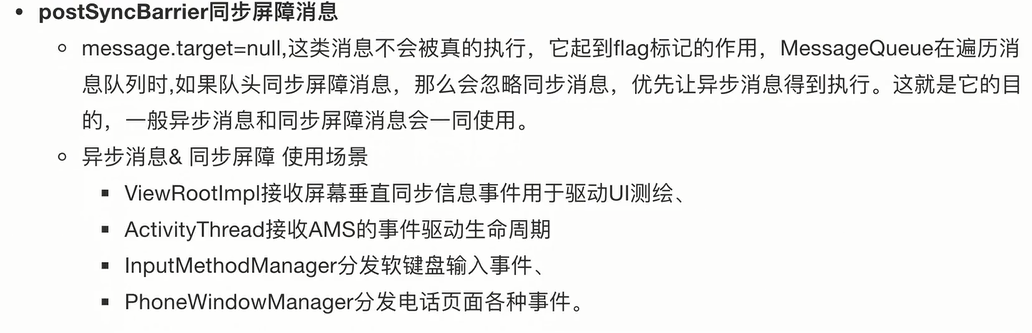 • postSyncBarrier同步屏障消息
○ message.target=null,这类消息不会被真的执行，它起到flag标记的作用，MessageQueue在遍历消
息队列时,如果队头同步屏障消息，那么会忽略同步消息，优先让异步消息得到执行。这就是它的目
的，一般异步消息和同步屏障消息会一同使用。
○ 异步消息& 同步屏障 使用场景
▪ ViewRootImpl接收屏幕垂直同步信息事件用于驱动UI测绘、
▪ ActivityThread接收AMS的事件驱动生命周期
▪ InputMethodManager分发软键盘输入事件、
▪ PhoneWindowManager分发电话页面各种事件。